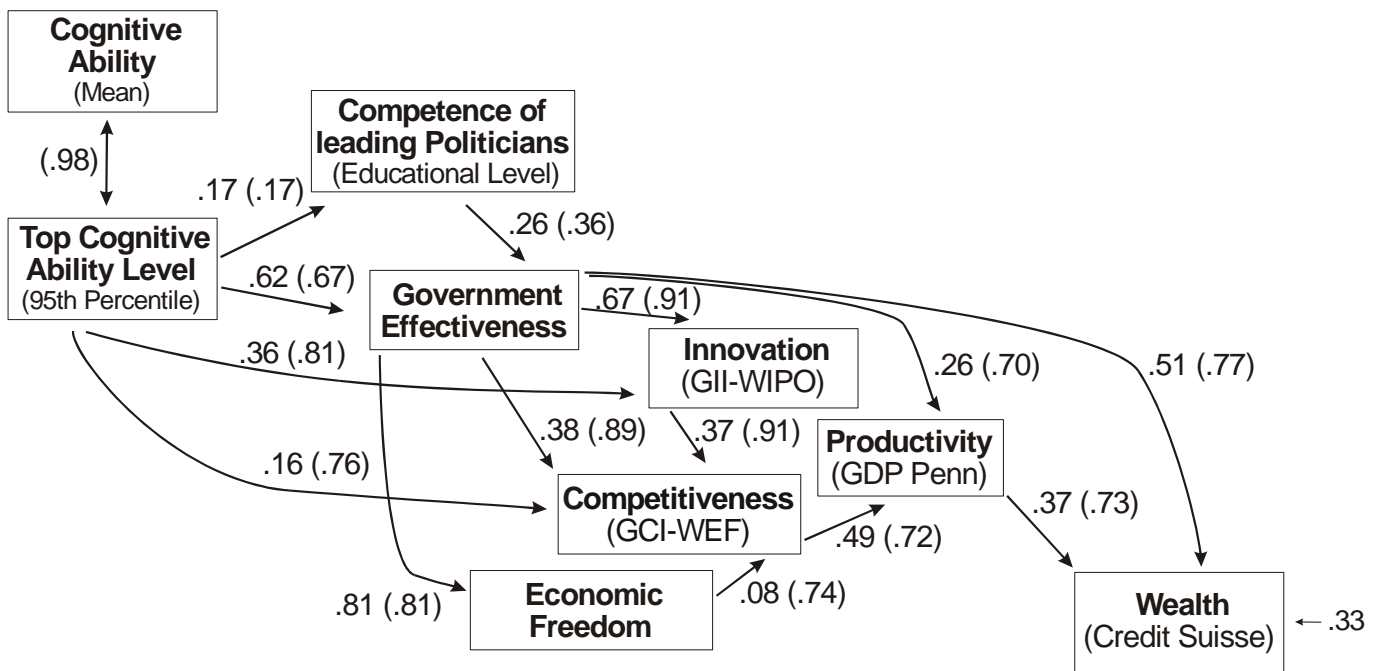 Cognitive
Ability
(Mean)
(.98)
Top Cognitive
Ability Level
(95th Percentile)
.17 (.17)
Competence of
leading Politicians
(Educational Level)
.26 (.36)
.62 (.67)
Government
Effectiveness
.67 (.91)
Innovation
(GII-WIPO)
.36 (.81)
.26 (.70)
.51 (.77)
.38 (.89)
.37 (.91)
Productivity
(GDP Penn)
.16 (.76)
Competitiveness
(GCI-WEF)
.49 (.72)
.37 (.73)
.81 (.81)
Economic
Freedom
.08 (.74)
Wealth
(Credit Suisse)
.33